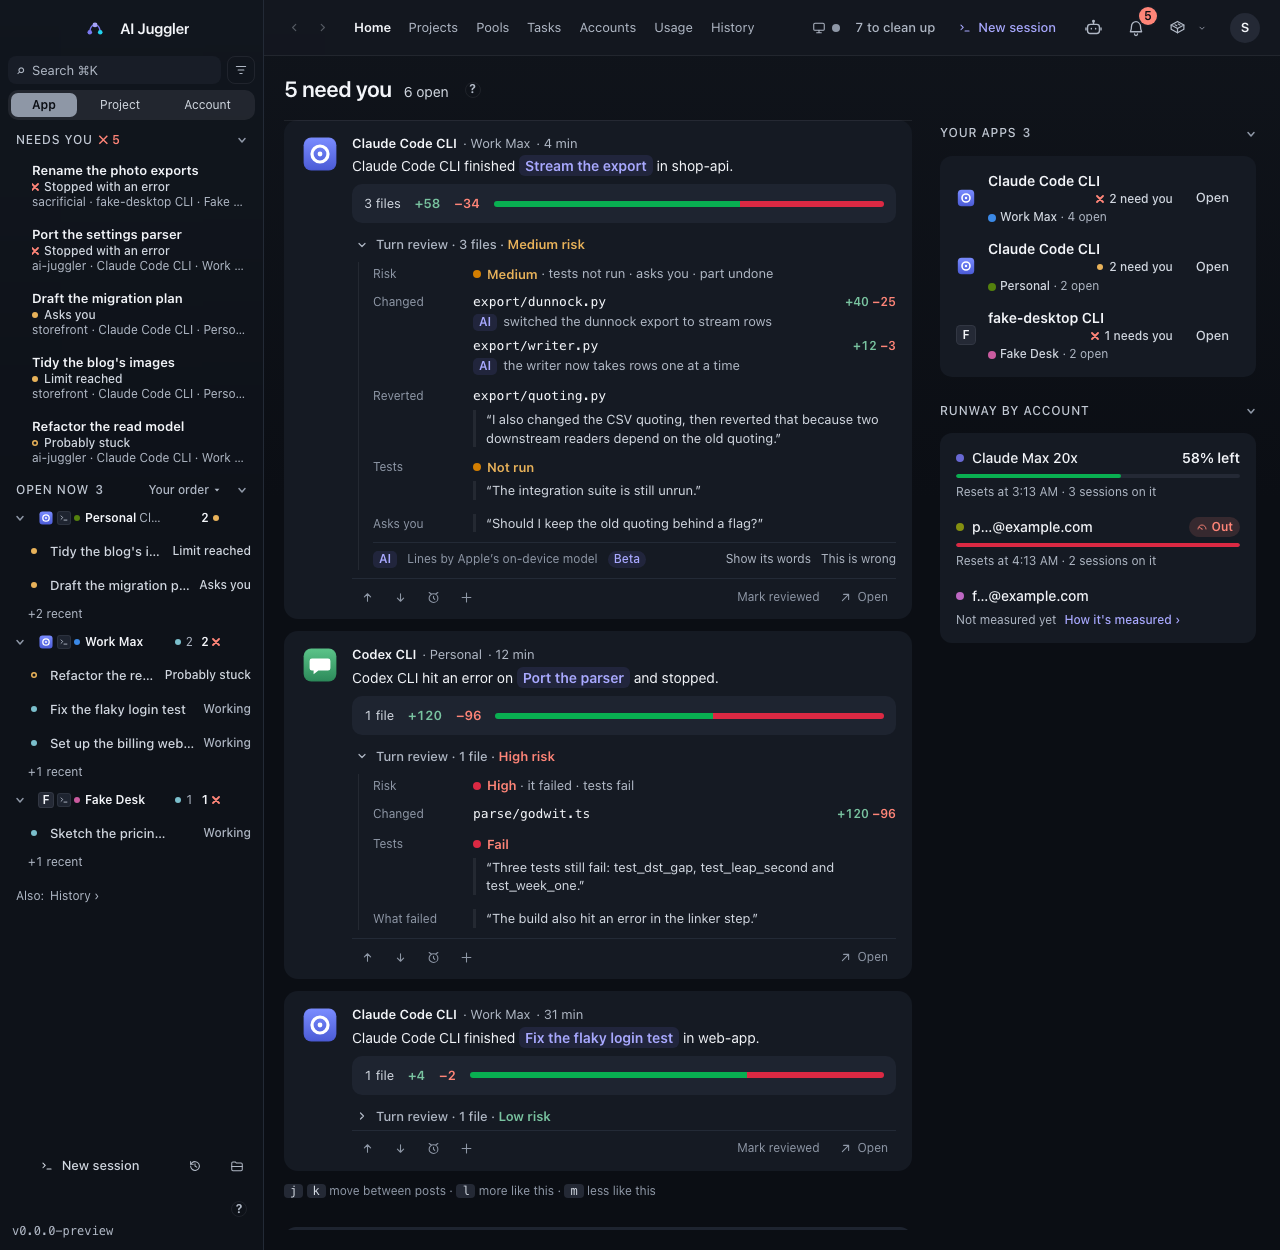 AI Juggler
Search ⌘K
App Project Account
NEEDS YOU 5
Rename the photo exports
Stopped with an error
sacrificial · fake-desktop CLI · Fake ...
Port the settings parser
Stopped with an error
ai-juggler · Claude Code CLI · Work ...
Draft the migration plan
Asks you
storefront · Claude Code CLI · Perso...
Tidy the blog's images
Limit reached
storefront · Claude Code CLI · Perso...
Refactor the read model
Probably stuck
ai-juggler · Claude Code CLI · Work ...
OPEN NOW 3 Your order
Personal Cl... 2
Tidy the blog's i... Limit reached
Draft the migration p... Asks you
+2 recent
Work Max 2 2
Refactor the re... Probably stuck
Fix the flaky login test Working
Set up the billing web... Working
+1 recent
F Fake Desk 1 1
Sketch the pricin... Working
+1 recent
Also: History ›
New session
?
v0.0.0-preview
Home Projects Pools Tasks Accounts Usage History 7 to clean up New session 5 S
5 need you 6 open ?
Claude Code CLI · Work Max · 4 min
Claude Code CLI finished Stream the export in shop-api.
3 files +58 −34
Turn review · 3 files · Medium risk
Risk Medium · tests not run · asks you · part undone
Changed export/dunnock.py +40 −25
AI switched the dunnock export to stream rows
export/writer.py +12 −3
AI the writer now takes rows one at a time
Reverted export/quoting.py
“I also changed the CSV quoting, then reverted that because two
downstream readers depend on the old quoting.”
Tests Not run
“The integration suite is still unrun.”
Asks you “Should I keep the old quoting behind a flag?”
AI Lines by Apple's on-device model Beta Show its words This is wrong
Mark reviewed Open
Codex CLI · Personal · 12 min
Codex CLI hit an error on Port the parser and stopped.
1 file +120 −96
Turn review · 1 file · High risk
Risk High · it failed · tests fail
Changed parse/godwit.ts +120 −96
Tests Fail
“Three tests still fail: test_dst_gap, test_leap_second and
test_week_one.”
What failed “The build also hit an error in the linker step.”
Open
Claude Code CLI · Work Max · 31 min
Claude Code CLI finished Fix the flaky login test in web-app.
1 file +4 −2
Turn review · 1 file · Low risk
Mark reviewed Open
j k move between posts · l more like this · m less like this
YOUR APPS 3
Claude Code CLI
2 need you Open
Work Max · 4 open
Claude Code CLI
2 need you Open
Personal · 2 open
F fake-desktop CLI
1 needs you Open
Fake Desk · 2 open
RUNWAY BY ACCOUNT
Claude Max 20x 58% left
Resets at 3:13 AM · 3 sessions on it
p...@example.com Out
Resets at 4:13 AM · 2 sessions on it
f...@example.com
Not measured yet How it's measured ›